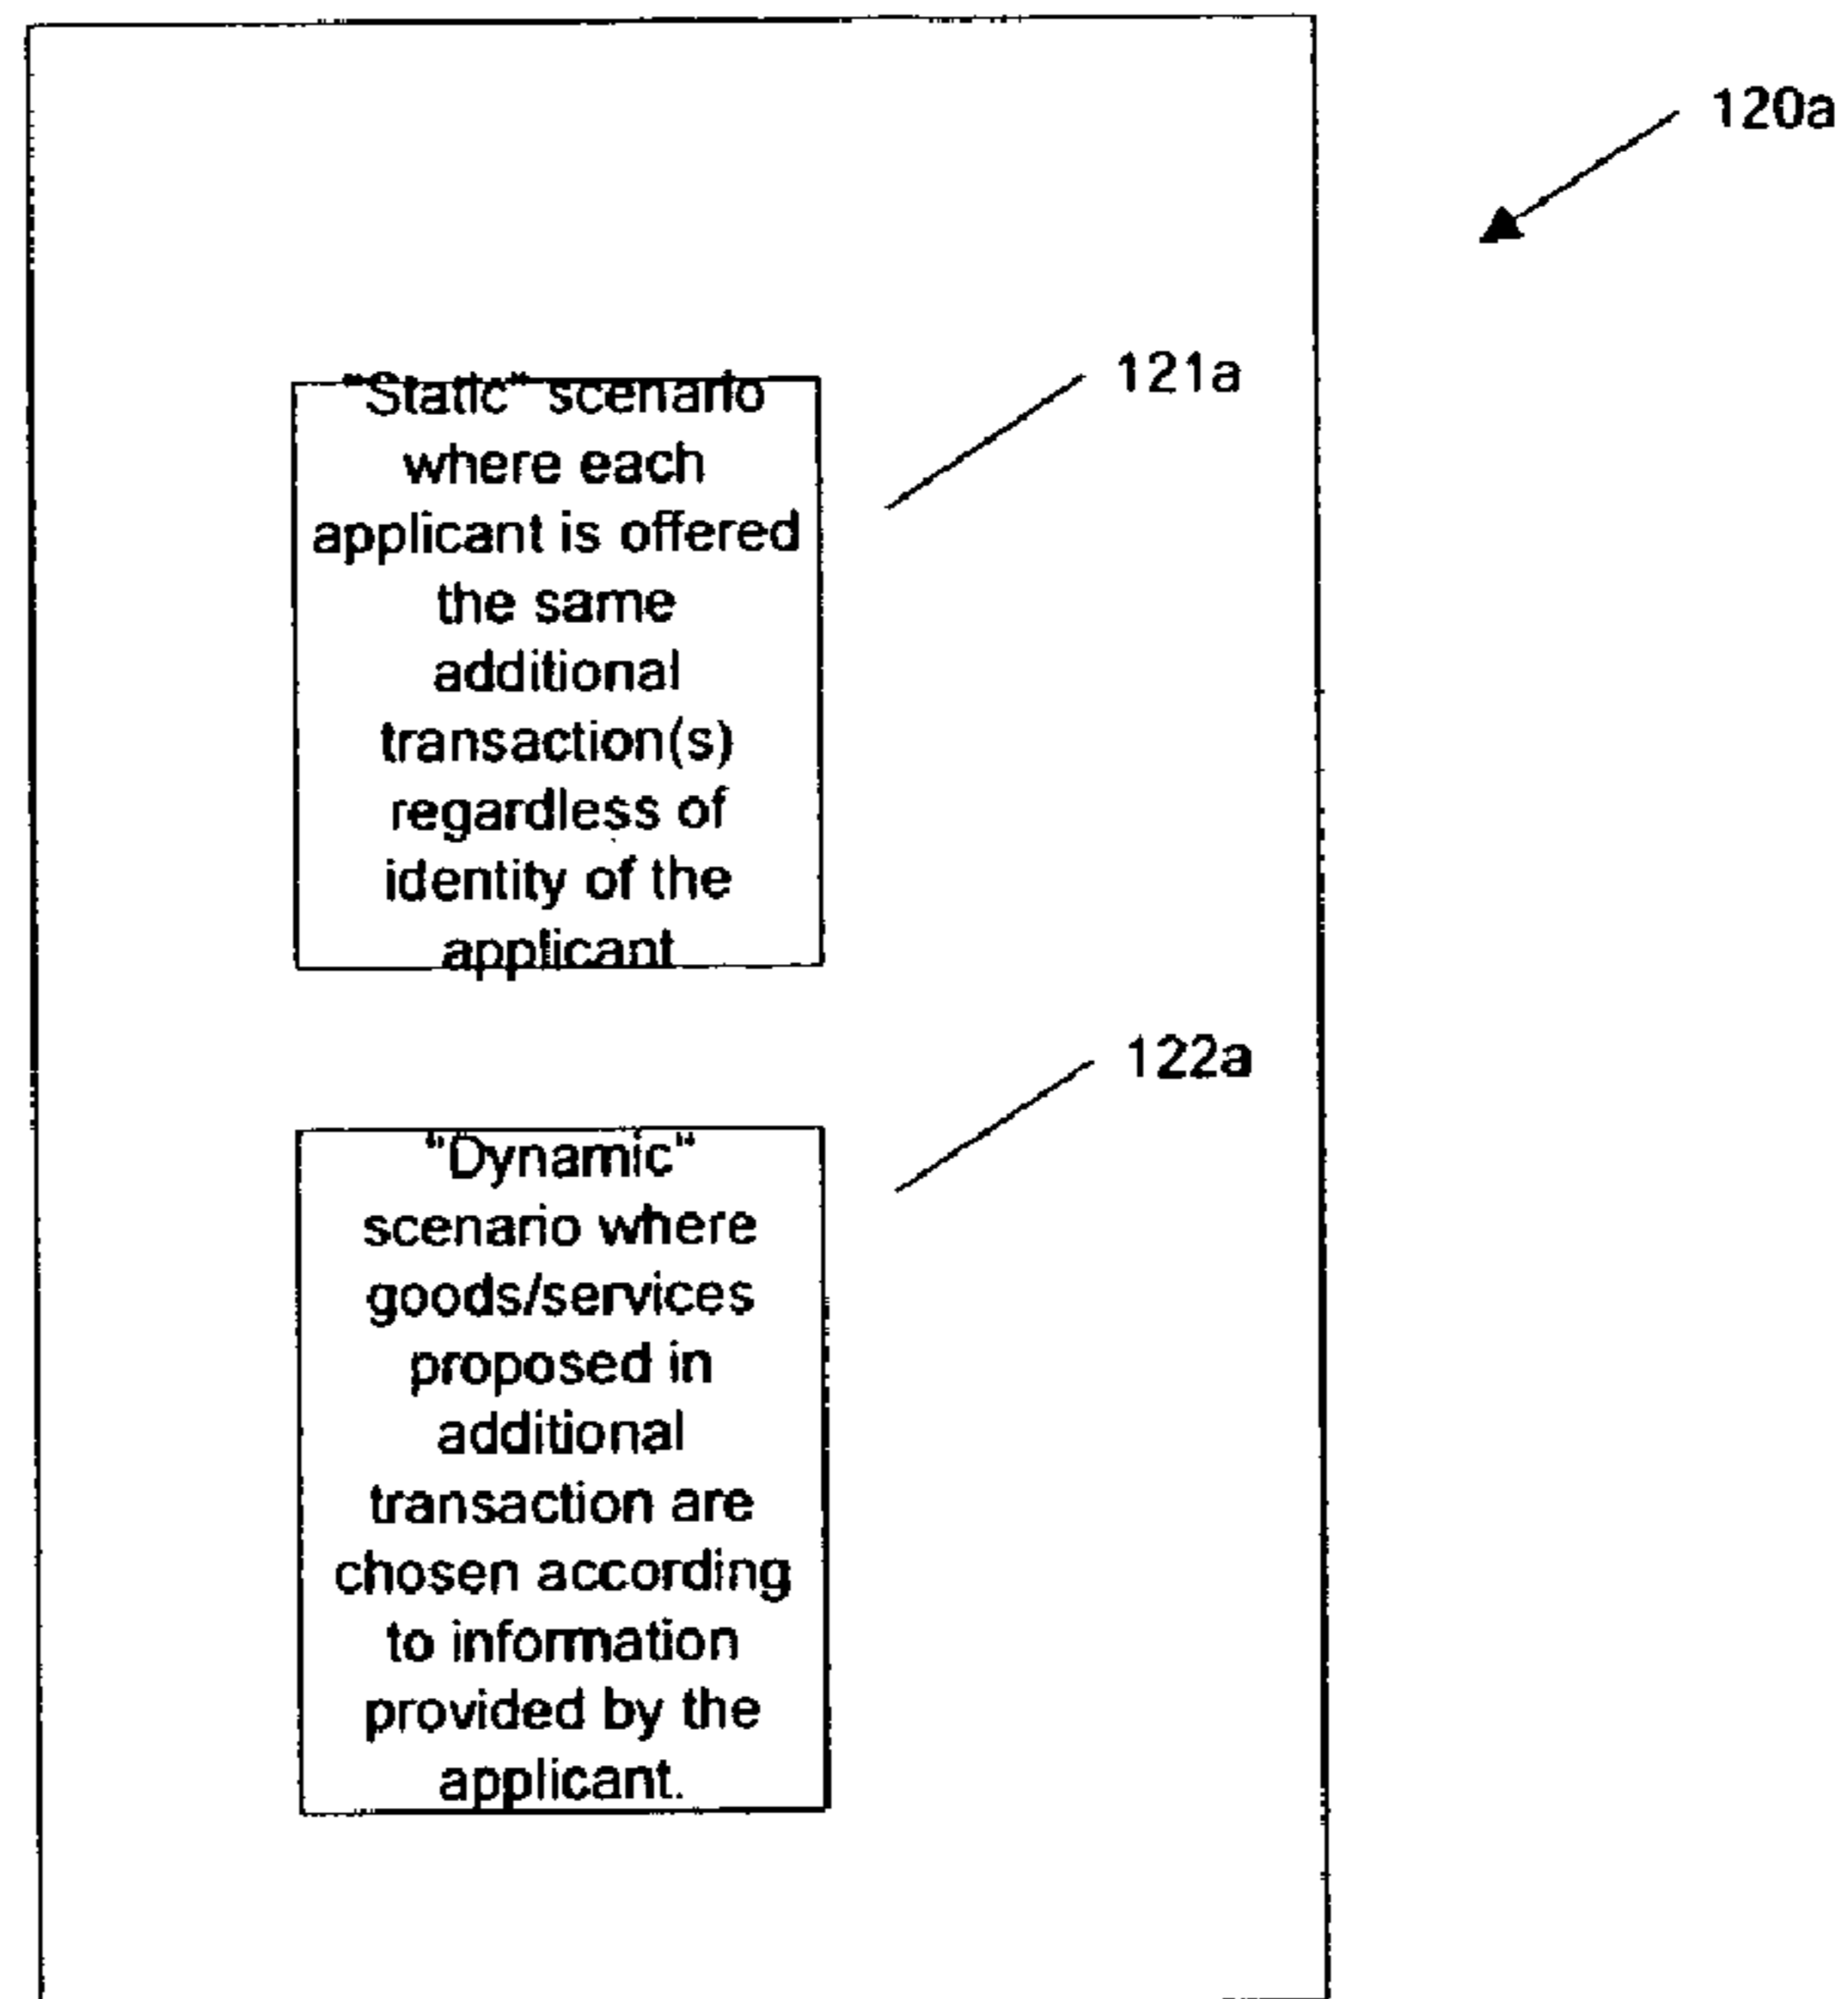 120a
121a
"Static" scenario
where each
applicant is offered
the same
additional
transaction(s)
regardless of
identity of the
applicant
122a
"Dynamic"
scenario where
goods/services
proposed in
additional
transaction are
chosen according
to information
provided by the
applicant.